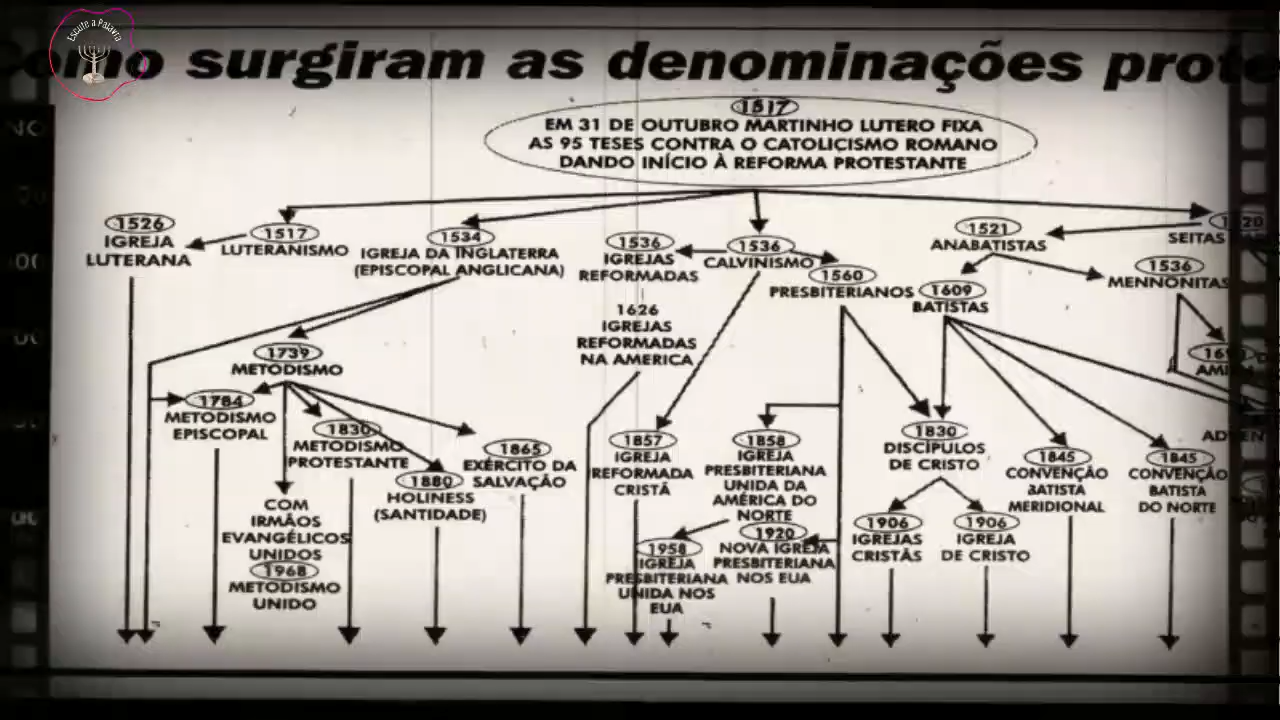 Escute a Palavra
Como surgiram as denominações prote
1517
EM 31 DE OUTUBRO MARTINHO LUTERO FIXA
AS 95 TESES CONTRA O CATOLICISMO ROMANO
DANDO INÍCIO À REFORMA PROTESTANTE
1526
IGREJA
LUTERANA
1517
LUTERANISMO
1534
IGREJA DA INGLATERRA
(EPISCOPAL ANGLICANA)
1536
IGREJAS
REFORMADAS
1536
CALVINISMO
1560
PRESBITERIANOS
1521
ANABATISTAS
SEITAS
1536
MENNONITAS
1609
BATISTAS
1626
IGREJAS
REFORMADAS
NA AMERICA
1739
METODISMO
1784
METODISMO
EPISCOPAL
1830
METODISMO
PROTESTANTE
1865
EXÉRCITO DA
SALVAÇÃO
1880
HOLINESS
(SANTIDADE)
COM
IRMÃOS
EVANGÉLICOS
UNIDOS
1968
METODISMO
UNIDO
1857
IGREJA
REFORMADA
CRISTÃ
1858
IGREJA
PRESBITERIANA
UNIDA DA
AMÉRICA DO
NORTE
1830
DISCÍPULOS
DE CRISTO
1845
CONVENÇÃO
BATISTA
MERIDIONAL
1845
CONVENÇÃO
BATISTA
DO NORTE
1958
IGREJA
PRESBITERIANA
UNIDA NOS
EUA
1920
NOVA IGREJA
PRESBITERIANA
NOS EUA
1906
IGREJAS
CRISTÃS
1906
IGREJA
DE CRISTO